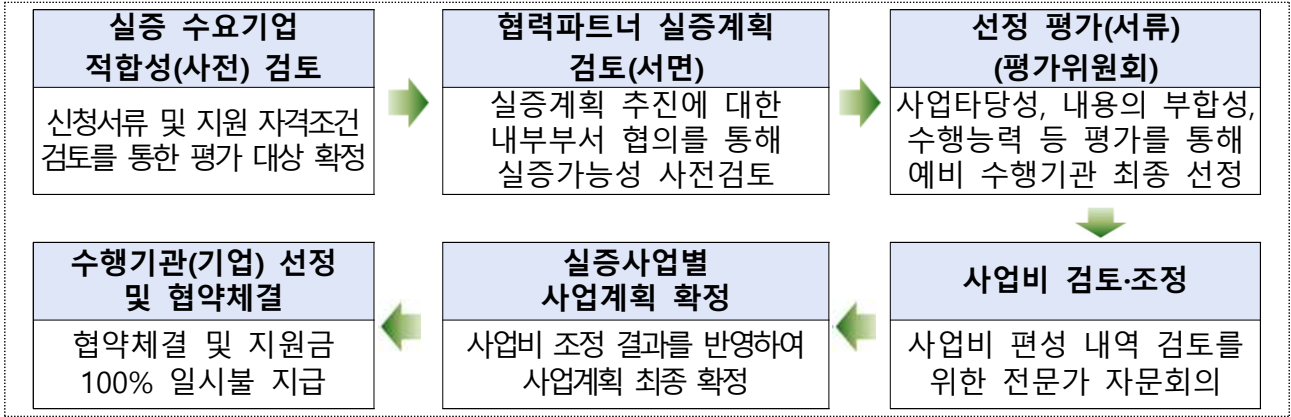 실증 수요기업
적합성(사전) 검토
신청서류 및 지원 자격조건
검토를 통한 평가 대상 확정
협력파트너 실증계획
검토(서면)
실증계획 추진에 대한
내부부서 협의를 통해
실증가능성 사전검토
선정 평가(서류)
(평가위원회)
사업타당성, 내용의 부합성,
수행능력 등 평가를 통해
예비 수행기관 최종 선정
사업비 검토·조정
사업비 편성 내역 검토를
위한 전문가 자문회의
실증사업별
사업계획 확정
사업비 조정 결과를 반영하여
사업계획 최종 확정
수행기관(기업) 선정
및 협약체결
협약체결 및 지원금
100% 일시불 지급